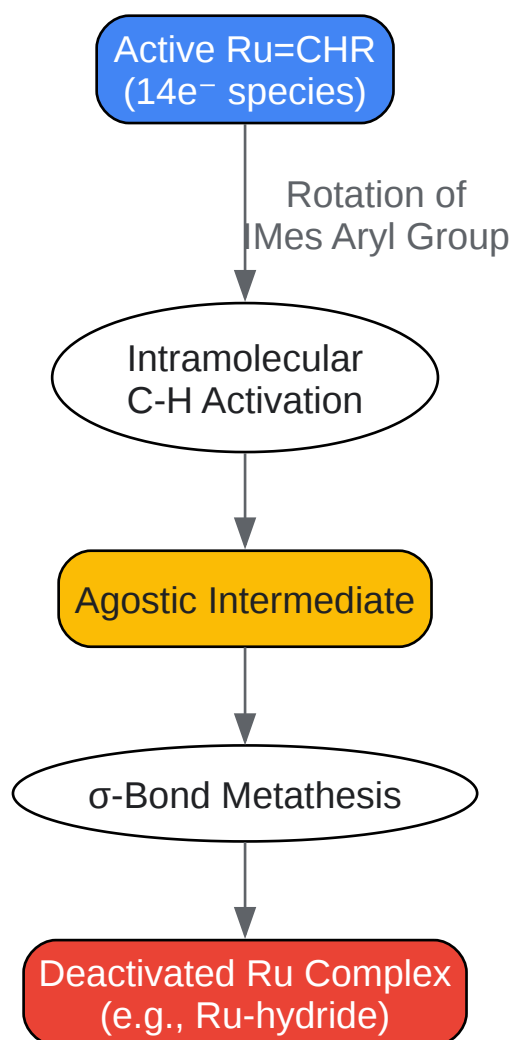 Active Ru=CHR
(14e⁻ species)
Rotation of
IMes Aryl Group
Intramolecular
C-H Activation
Agostic Intermediate
σ-Bond Metathesis
Deactivated Ru Complex
(e.g., Ru-hydride)